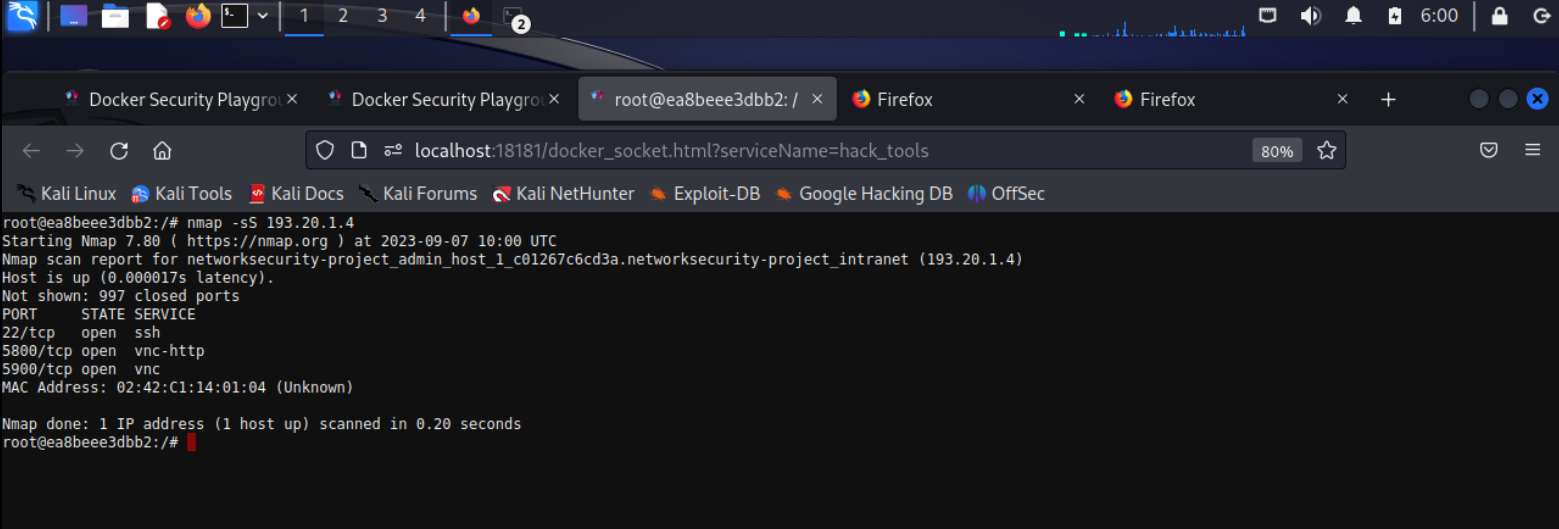 1 2 3 4 2 6:00
Docker Security Playgrou Docker Security Playgrou root@ea8beee3dbb2: / Firefox Firefox
localhost:18181/docker_socket.html?serviceName=hack_tools 80%
Kali Linux Kali Tools Kali Docs Kali Forums Kali NetHunter Exploit-DB Google Hacking DB OffSec
root@ea8beee3dbb2:/# nmap -sS 193.20.1.4
Starting Nmap 7.80 ( https://nmap.org ) at 2023-09-07 10:00 UTC
Nmap scan report for networksecurity-project_admin_host_1_c01267c6cd3a.networksecurity-project_intranet (193.20.1.4)
Host is up (0.000017s latency).
Not shown: 997 closed ports
PORT     STATE SERVICE
22/tcp   open  ssh
5800/tcp open  vnc-http
5900/tcp open  vnc
MAC Address: 02:42:C1:14:01:04 (Unknown)
Nmap done: 1 IP address (1 host up) scanned in 0.20 seconds
root@ea8beee3dbb2:/#